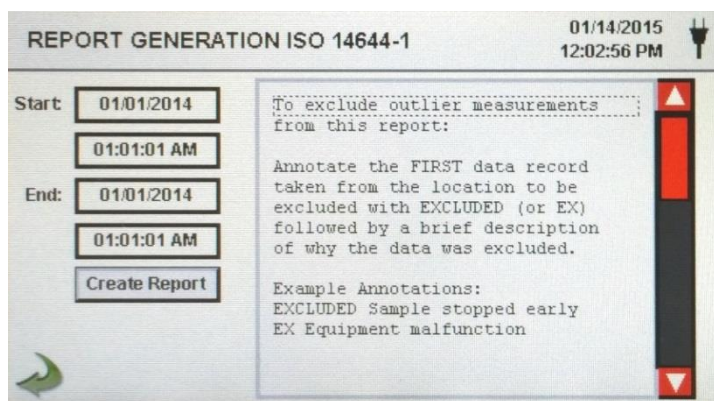 REPORT GENERATION ISO 14644-1
01/14/2015
12:02:56 PM
Start:
01/01/2014
01:01:01 AM
End:
01/01/2014
01:01:01 AM
Create Report
To exclude outlier measurements
from this report:
Annotate the FIRST data record
taken from the location to be
excluded with EXCLUDED (or EX)
followed by a brief description
of why the data was excluded.
Example Annotations:
EXCLUDED Sample stopped early
EX Equipment malfunction